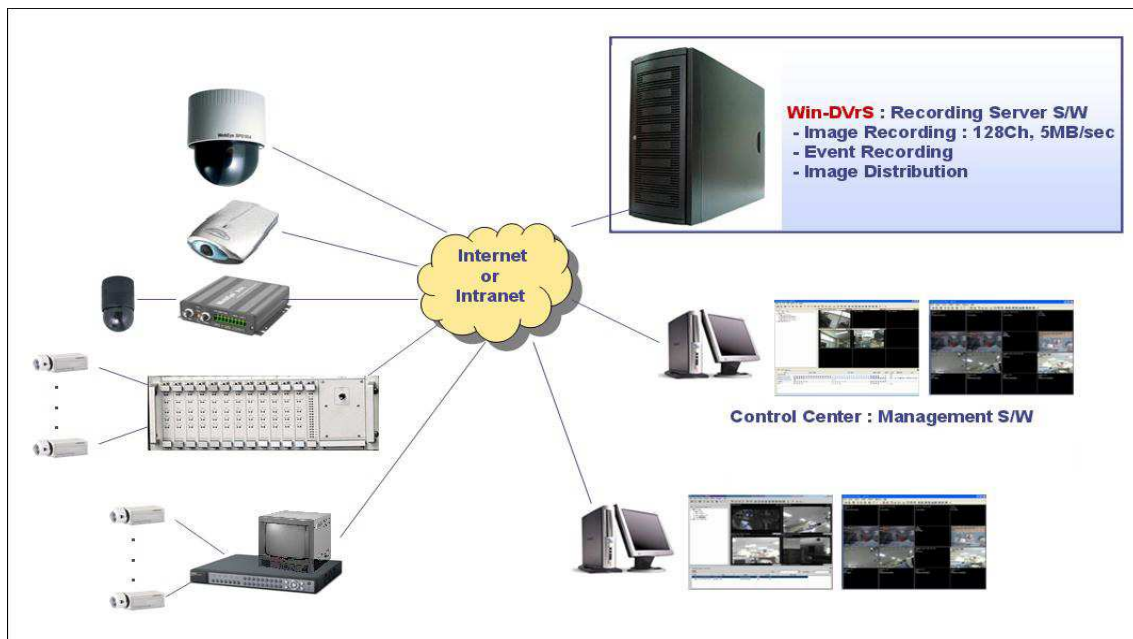 Win-DVrS : Recording Server S/W
- Image Recording : 128Ch, 5MB/sec
- Event Recording
- Image Distribution
Internet
or
Intranet
Control Center : Management S/W